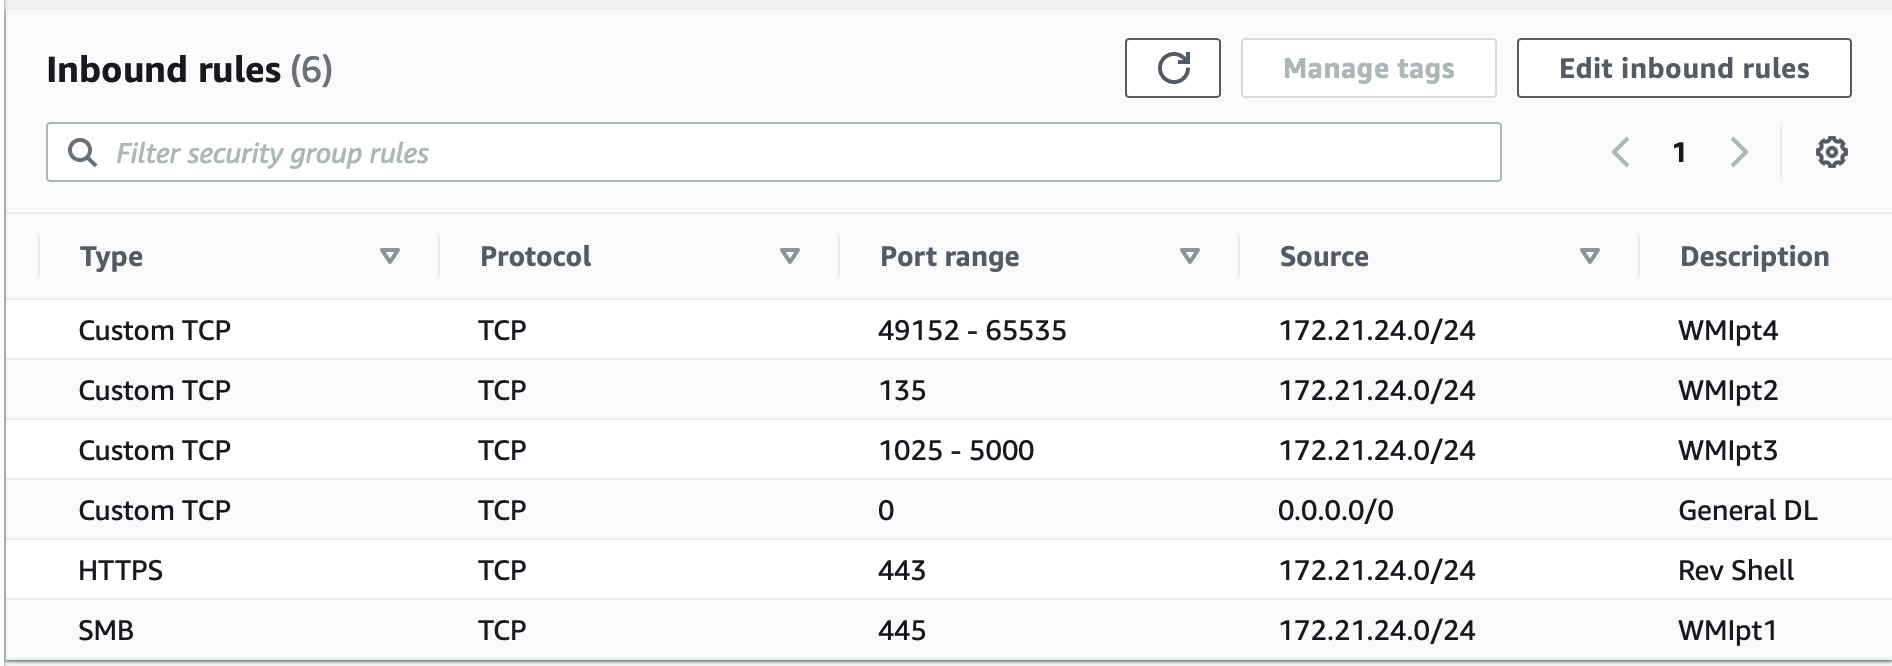 Inbound rules (6)
Manage tags
Edit inbound rules
Filter security group rules
1
Type Protocol Port range Source Description
Custom TCP TCP 49152 - 65535 172.21.24.0/24 WMIpt4
Custom TCP TCP 135 172.21.24.0/24 WMIpt2
Custom TCP TCP 1025 - 5000 172.21.24.0/24 WMIpt3
Custom TCP TCP 0 0.0.0.0/0 General DL
HTTPS TCP 443 172.21.24.0/24 Rev Shell
SMB TCP 445 172.21.24.0/24 WMIpt1